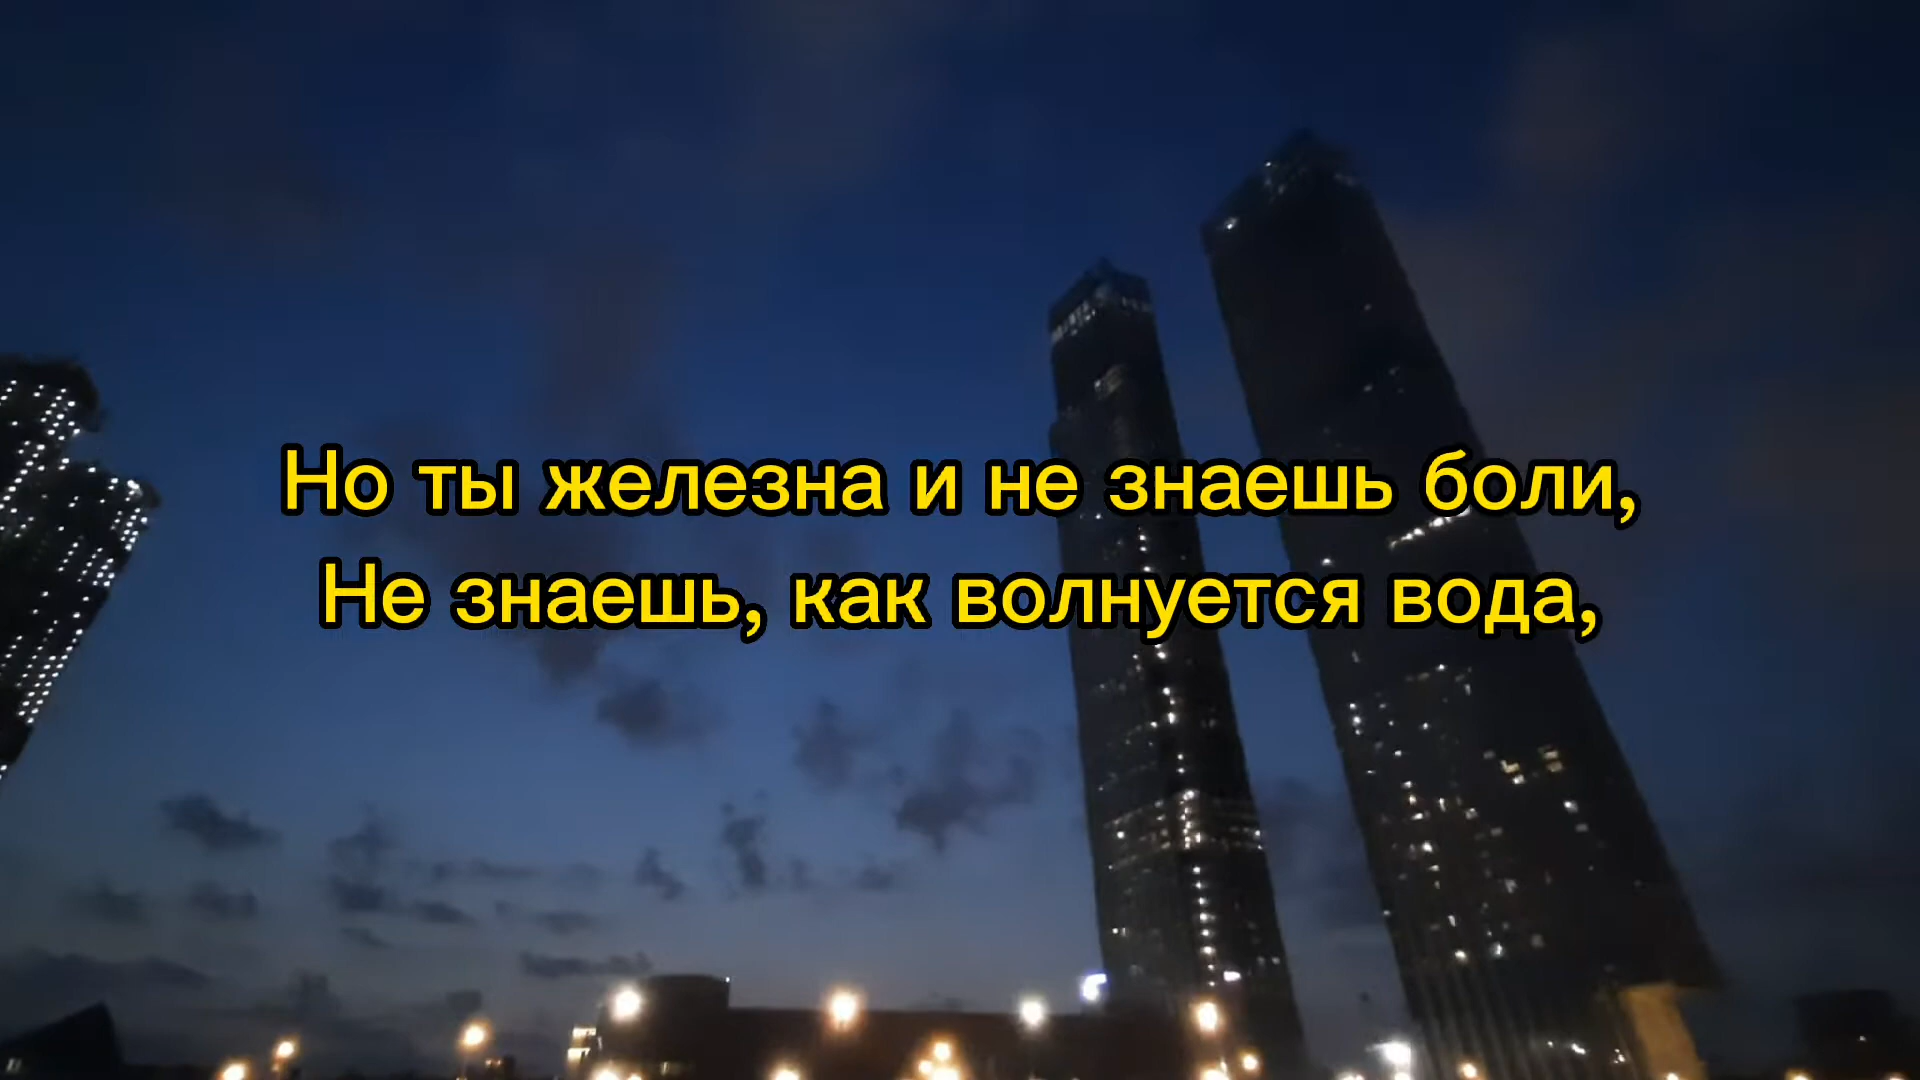 Но ты железна и не знаешь боли,
Не знаешь, как волнуется вода,